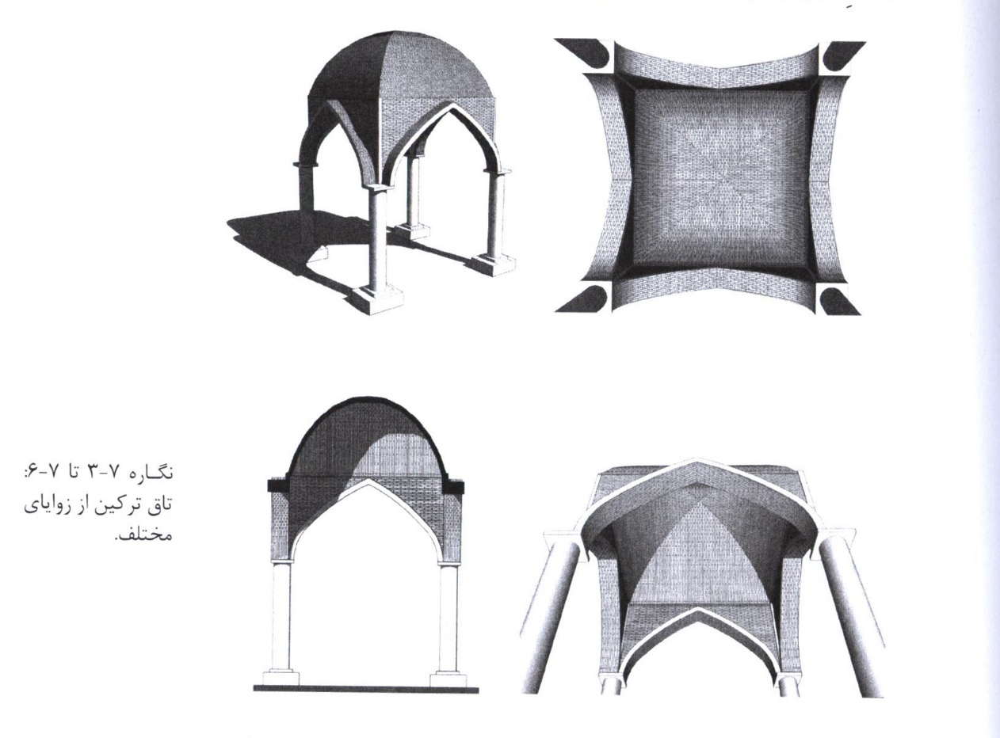 نگاره ۷-۳ تا ۷-۶:
تاق ترکین از زوایای
مختلف.